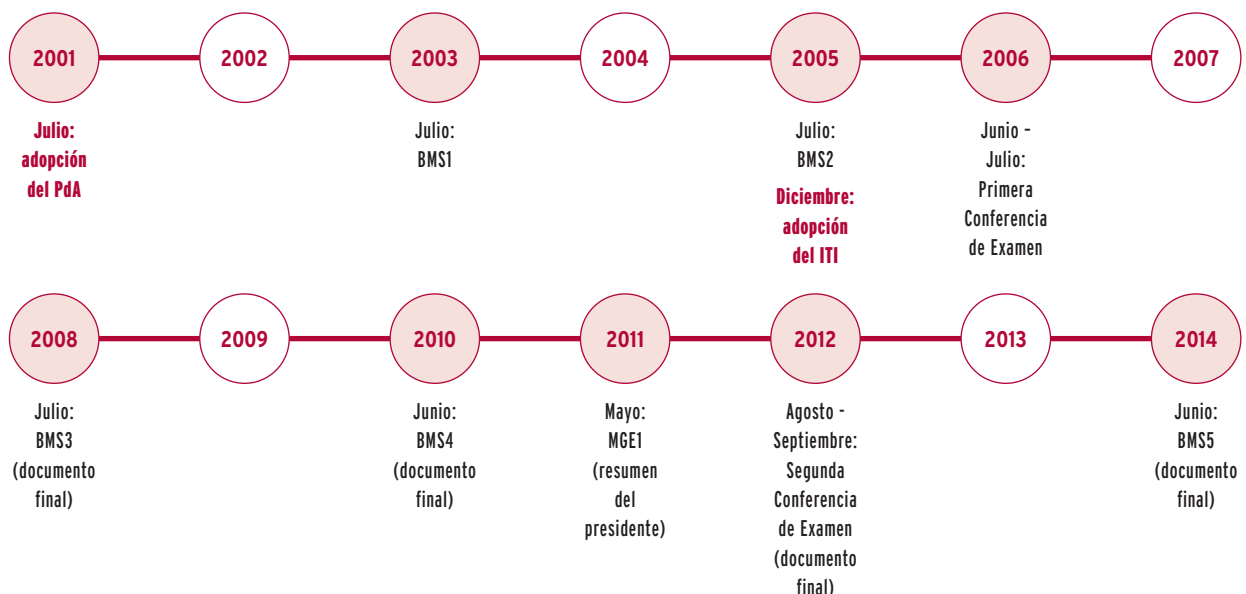 2001
2002
2003
2004
2005
2006
2007
Julio:
adopción
del PdA
Julio:
BMS1
Julio:
BMS2
Diciembre:
adopción
del ITI
Junio -
Julio:
Primera
Conferencia
de Examen
2008
2009
2010
2011
2012
2013
2014
Julio:
BMS3
(documento
final)
Junio:
BMS4
(documento
final)
Mayo:
MGE1
(resumen
del
presidente)
Agosto -
Septiembre:
Segunda
Conferencia
de Examen
(documento
final)
Junio:
BMS5
(documento
final)